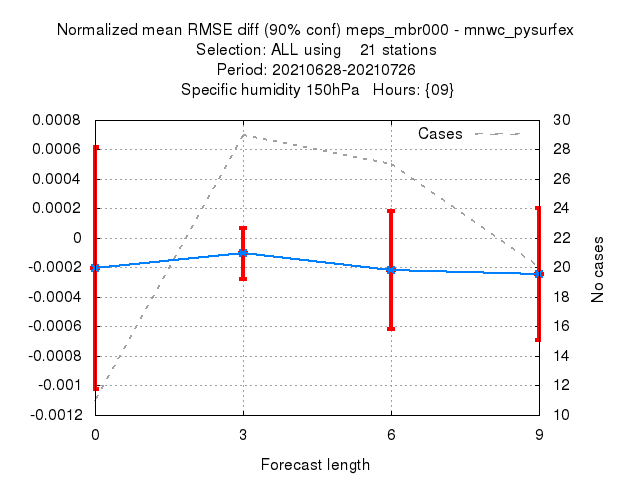 Normalized mean RMSE diff (90% conf) meps_mbr000 - mnwc_pysurfex
Selection: ALL using    21 stations
Period: 20210628-20210726
Specific humidity 150hPa   Hours: {09}
Cases
0.0008
0.0006
0.0004
0.0002
0
-0.0002
-0.0004
-0.0006
-0.0008
-0.001
-0.0012
30
28
26
24
22
20
18
16
14
12
10
No cases
0 3 6 9
Forecast length